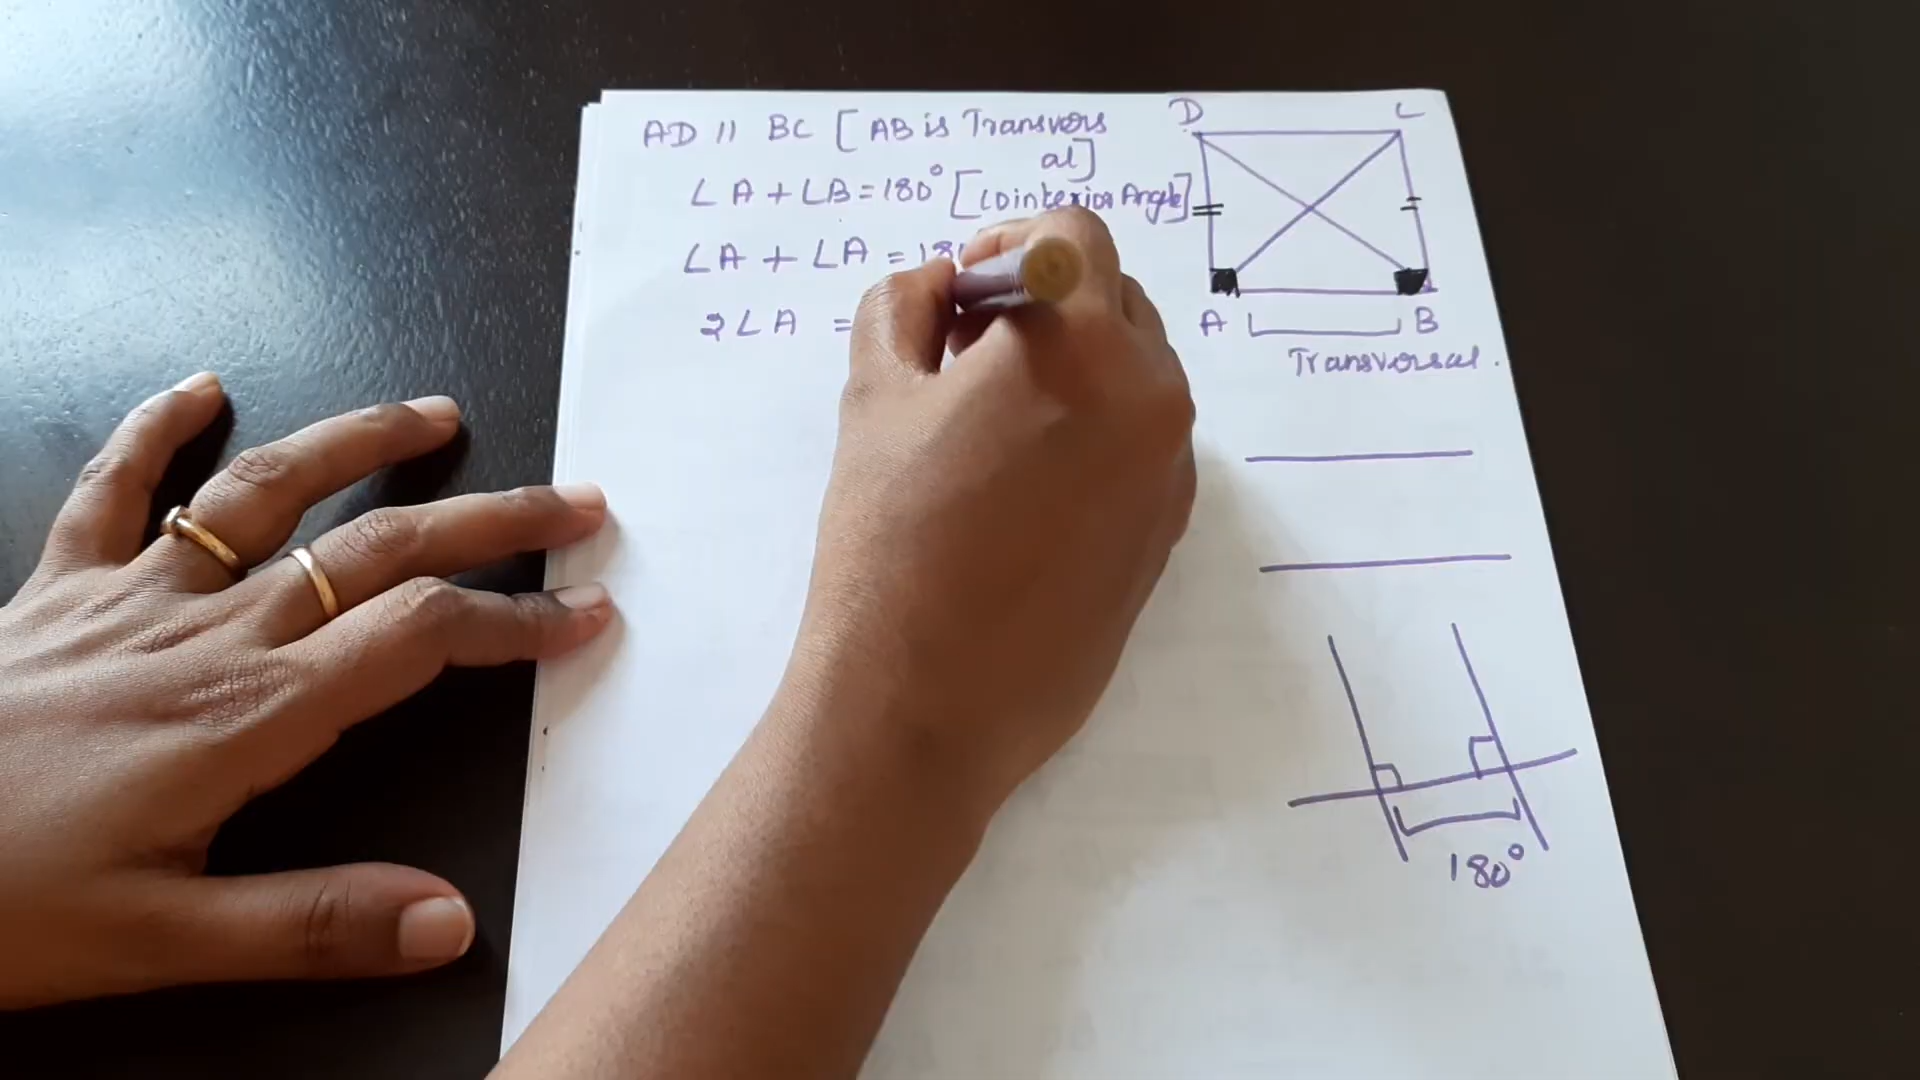 AD || BC [AB is Transvers
al]
∠A + ∠B = 180° [Cointerior Angle]
∠A + ∠A = 18
2∠A =
D C
A B
Transversal.
180°